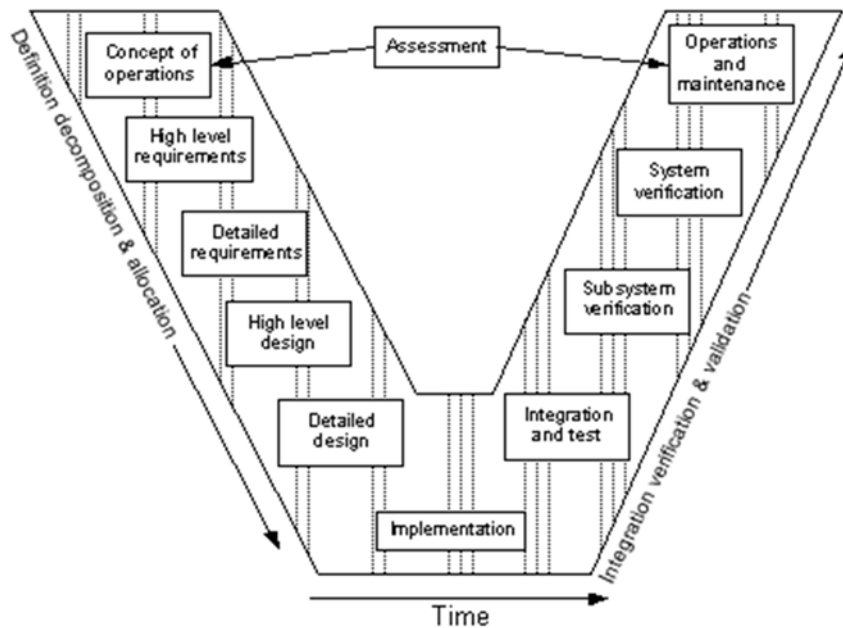 Concept of
operations
Assessment
Operations
and
maintenance
High level
requirements
System
verification
Detailed
requirements
Subsystem
verification
High level
design
Detailed
design
Integration
and test
Implementation
Definition decomposition & allocation
Integration verification & validation
Time